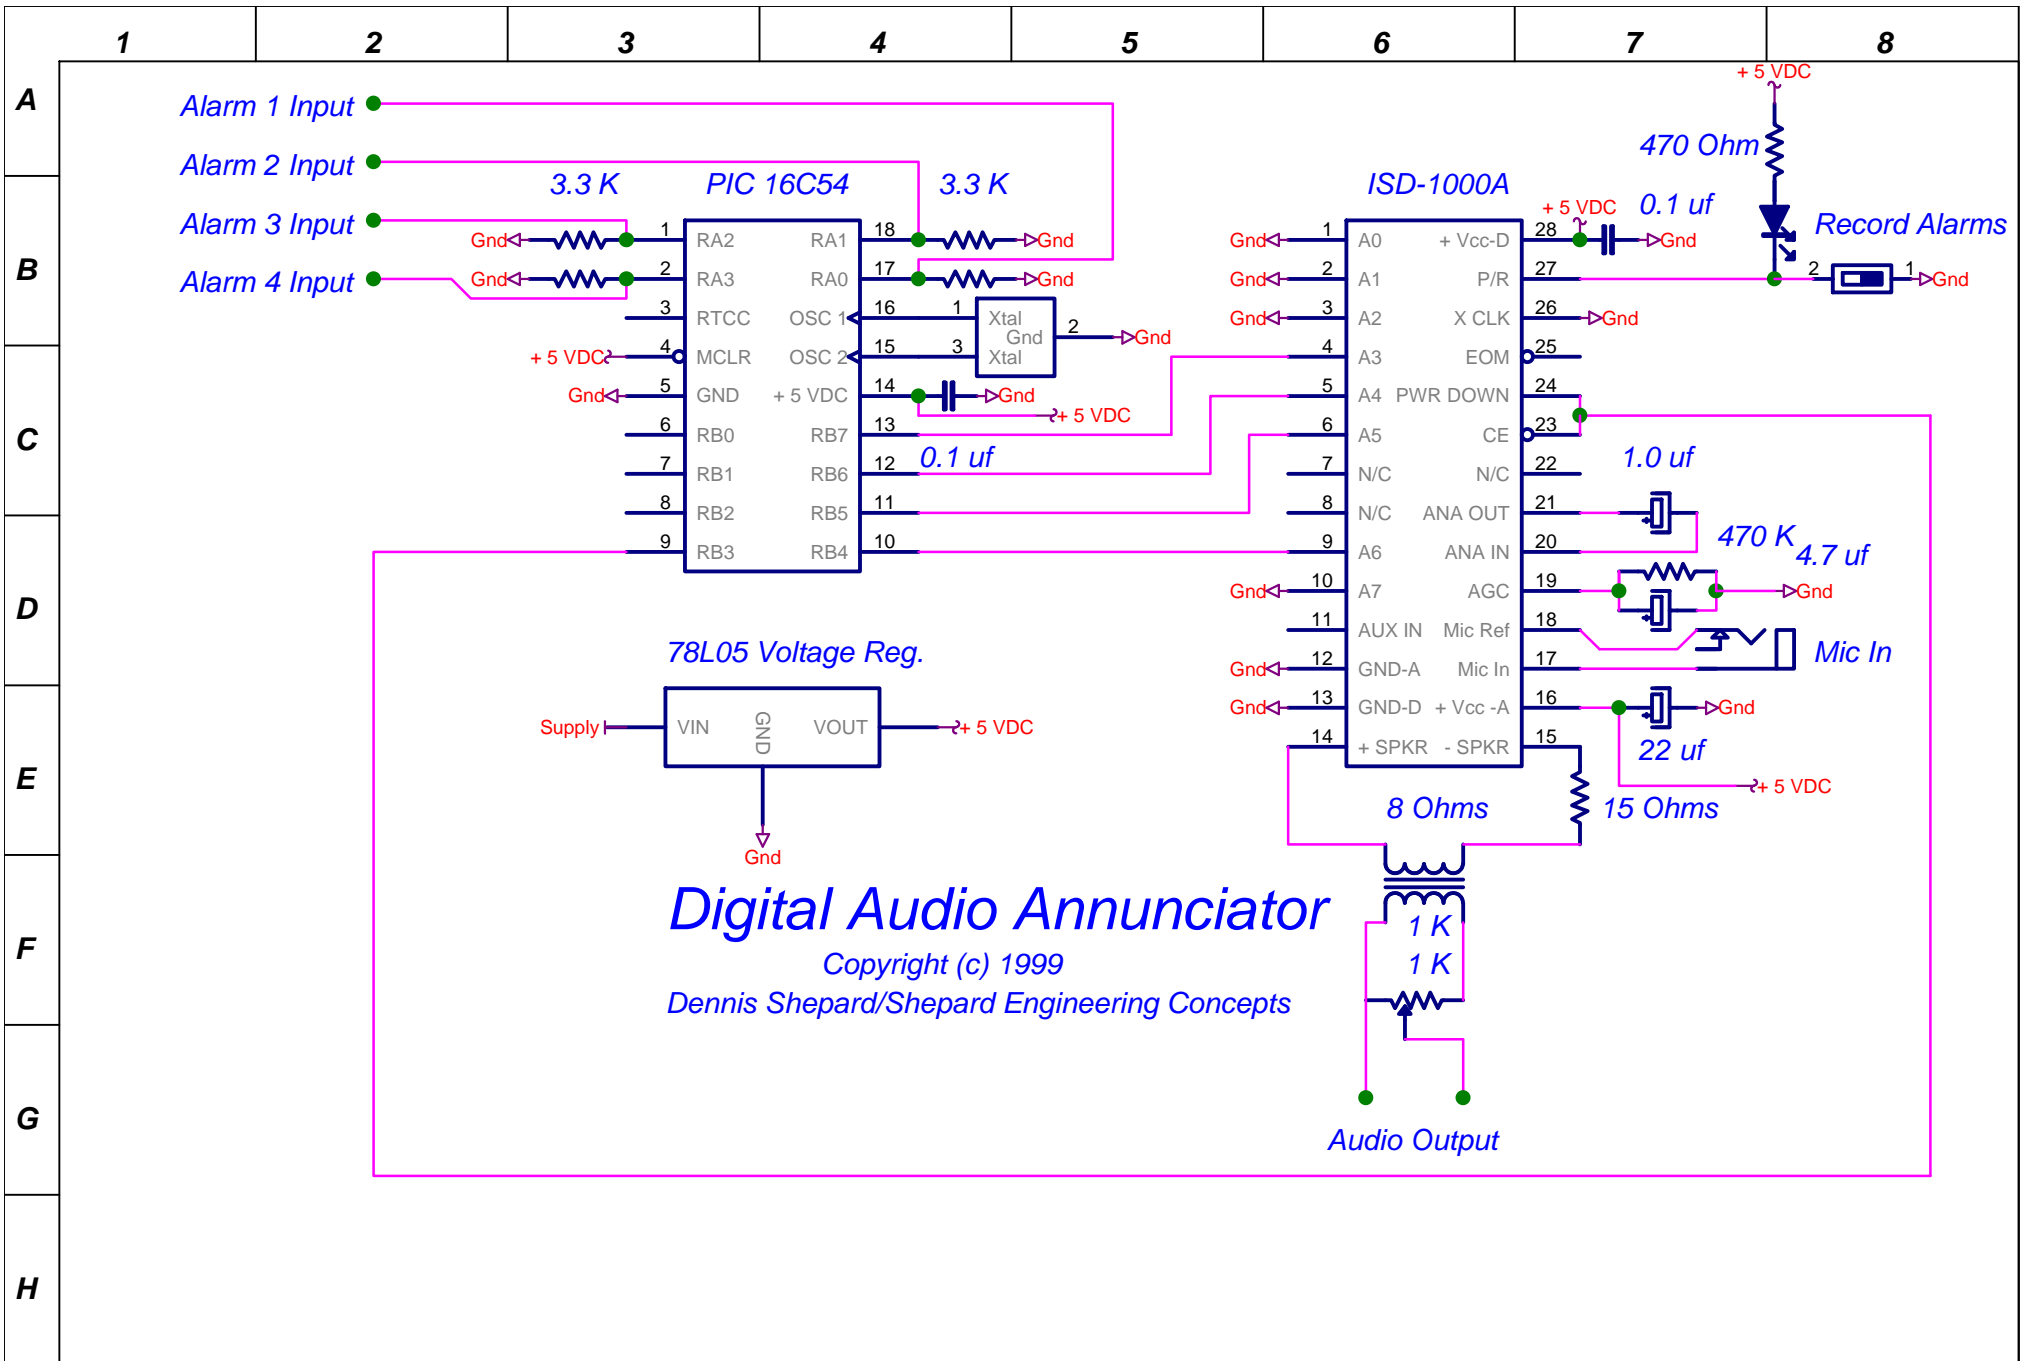 1 2 3 4 5 6 7 8
A
B
C
D
E
F
G
H
Alarm 1 Input
Alarm 2 Input
Alarm 3 Input
Alarm 4 Input
3.3 K
PIC 16C54
3.3 K
Gnd
1 RA2 RA1 18
Gnd
Gnd
2 RA3 RA0 17
Gnd
3 RTCC OSC 1 16
+ 5 VDC
4 MCLR OSC 2 15
Gnd
5 GND + 5 VDC 14
Gnd
+ 5 VDC
6 RB0 RB7 13
0.1 uf
7 RB1 RB6 12
8 RB2 RB5 11
9 RB3 RB4 10
1 Xtal
Gnd 2
Gnd
3 Xtal
78L05 Voltage Reg.
Supply
VIN GND VOUT
+ 5 VDC
Gnd
ISD-1000A
Gnd
1 A0 + Vcc-D 28
Gnd
2 A1 P/R 27
Gnd
3 A2 X CLK 26
Gnd
4 A3 EOM 25
5 A4 PWR DOWN 24
6 A5 CE 23
7 N/C N/C 22
8 N/C ANA OUT 21
9 A6 ANA IN 20
Gnd
10 A7 AGC 19
11 AUX IN Mic Ref 18
Gnd
12 GND-A Mic In 17
Gnd
13 GND-D + Vcc -A 16
14 + SPKR - SPKR 15
+ 5 VDC
470 Ohm
+ 5 VDC
0.1 uf
Gnd
Record Alarms
2 1
Gnd
1.0 uf
470 K
4.7 uf
Gnd
Mic In
Gnd
22 uf
+ 5 VDC
8 Ohms
15 Ohms
1 K
1 K
Audio Output
Digital Audio Annunciator
Copyright (c) 1999
Dennis Shepard/Shepard Engineering Concepts